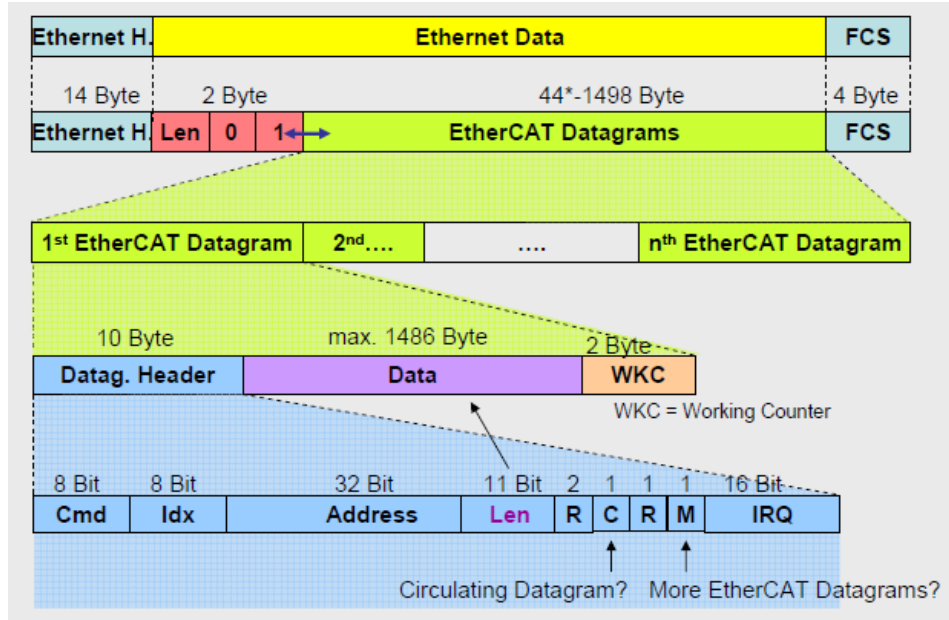 Ethernet H. Ethernet Data FCS
14 Byte 2 Byte 44*-1498 Byte 4 Byte
Ethernet H. Len 0 1 EtherCAT Datagrams FCS
1st EtherCAT Datagram 2nd.... .... nth EtherCAT Datagram
10 Byte max. 1486 Byte 2 Byte
Datag. Header Data WKC
WKC = Working Counter
8 Bit 8 Bit 32 Bit 11 Bit 2 1 1 1 16 Bit
Cmd Idx Address Len R C R M IRQ
Circulating Datagram? More EtherCAT Datagrams?